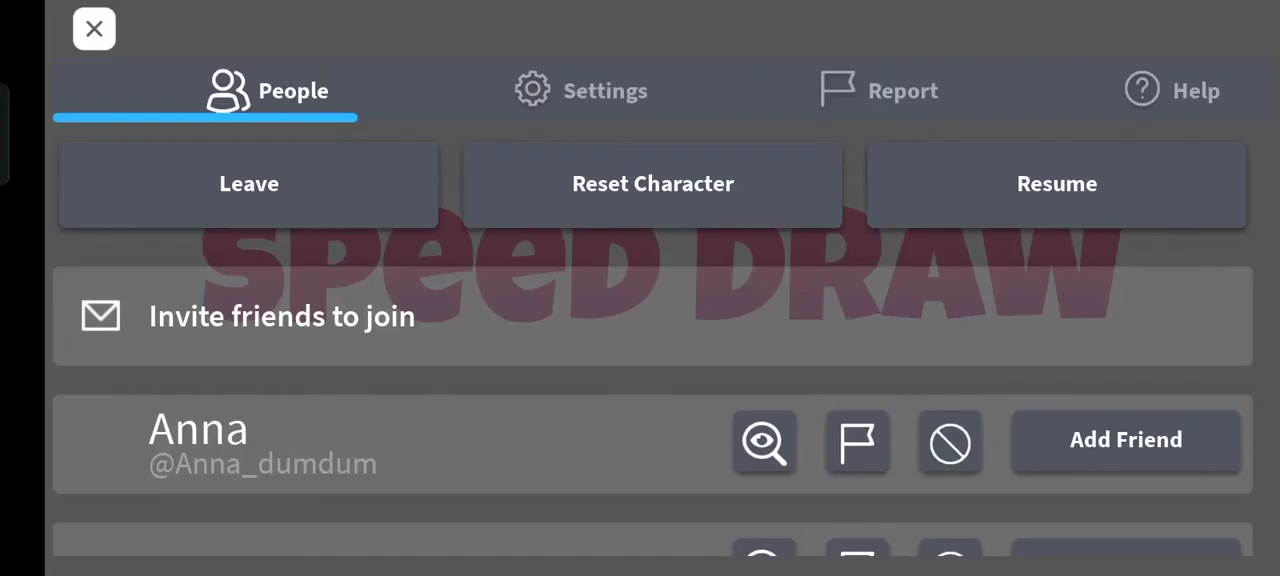 People
Settings
Report
Help
Leave
Reset Character
Resume
SPeeD DRAW
Invite friends to join
Anna
@Anna_dumdum
Add Friend